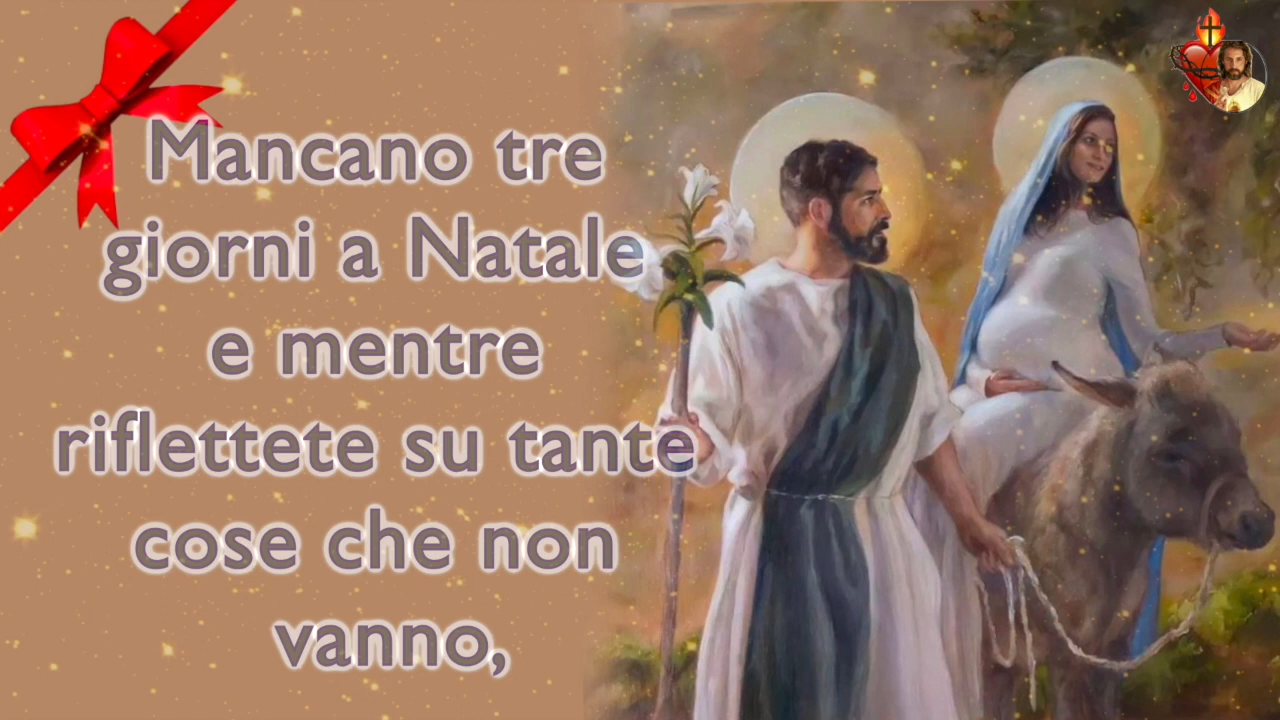 Mancano tre
giorni a Natale
e mentre
riflettete su tante
cose che non
vanno,